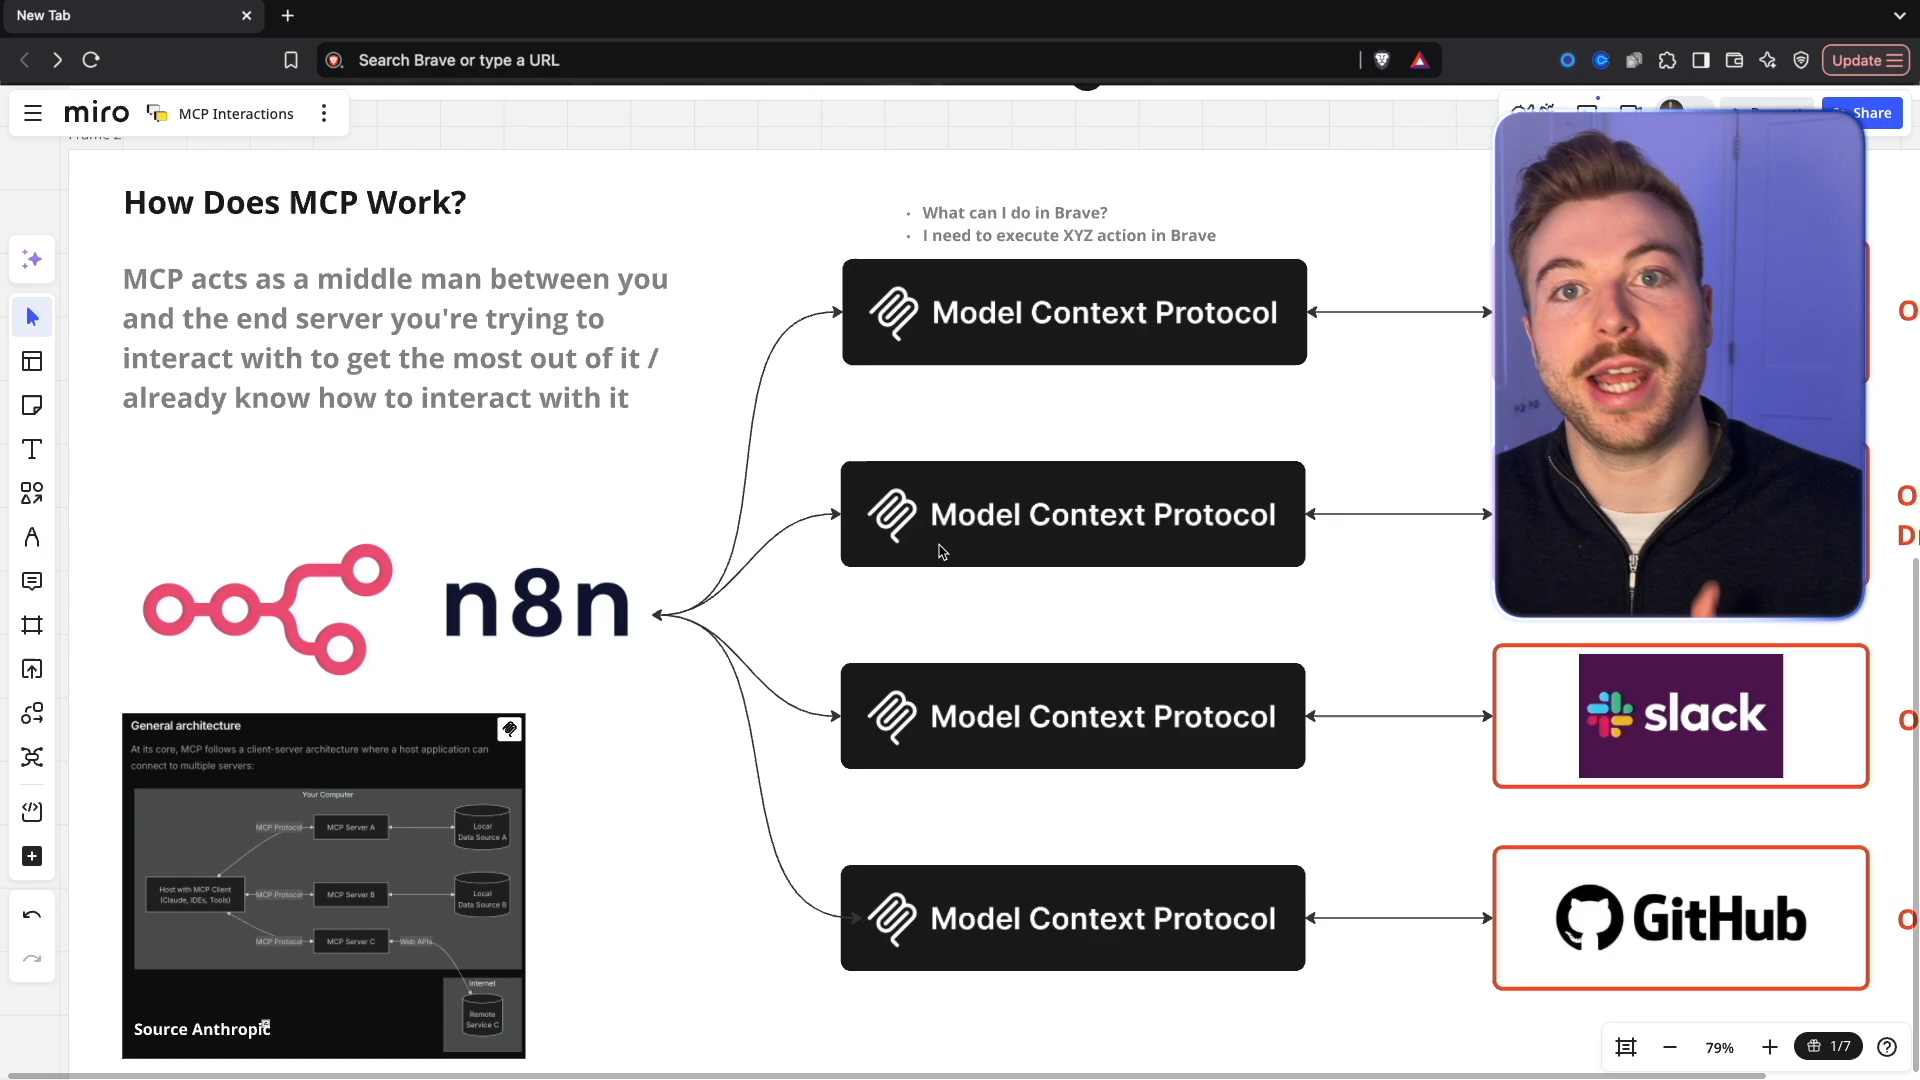 New Tab
Search Brave or type a URL
Update
miro
MCP Interactions
Share
How Does MCP Work?
MCP acts as a middle man between you
and the end server you're trying to
interact with to get the most out of it /
already know how to interact with it
· What can I do in Brave?
· I need to execute XYZ action in Brave
Model Context Protocol
Model Context Protocol
Model Context Protocol
Model Context Protocol
n8n
slack
GitHub
General architecture
At its core, MCP follows a client-server architecture where a host application can
connect to multiple servers:
Your Computer
MCP Protocol
MCP Server A
Local
Data Source A
Host with MCP Client
(Claude, IDEs, Tools)
MCP Protocol
MCP Server B
Local
Data Source B
MCP Protocol
MCP Server C
Web APIs
Internet
Remote
Service C
Source Anthropic
79%
1/7